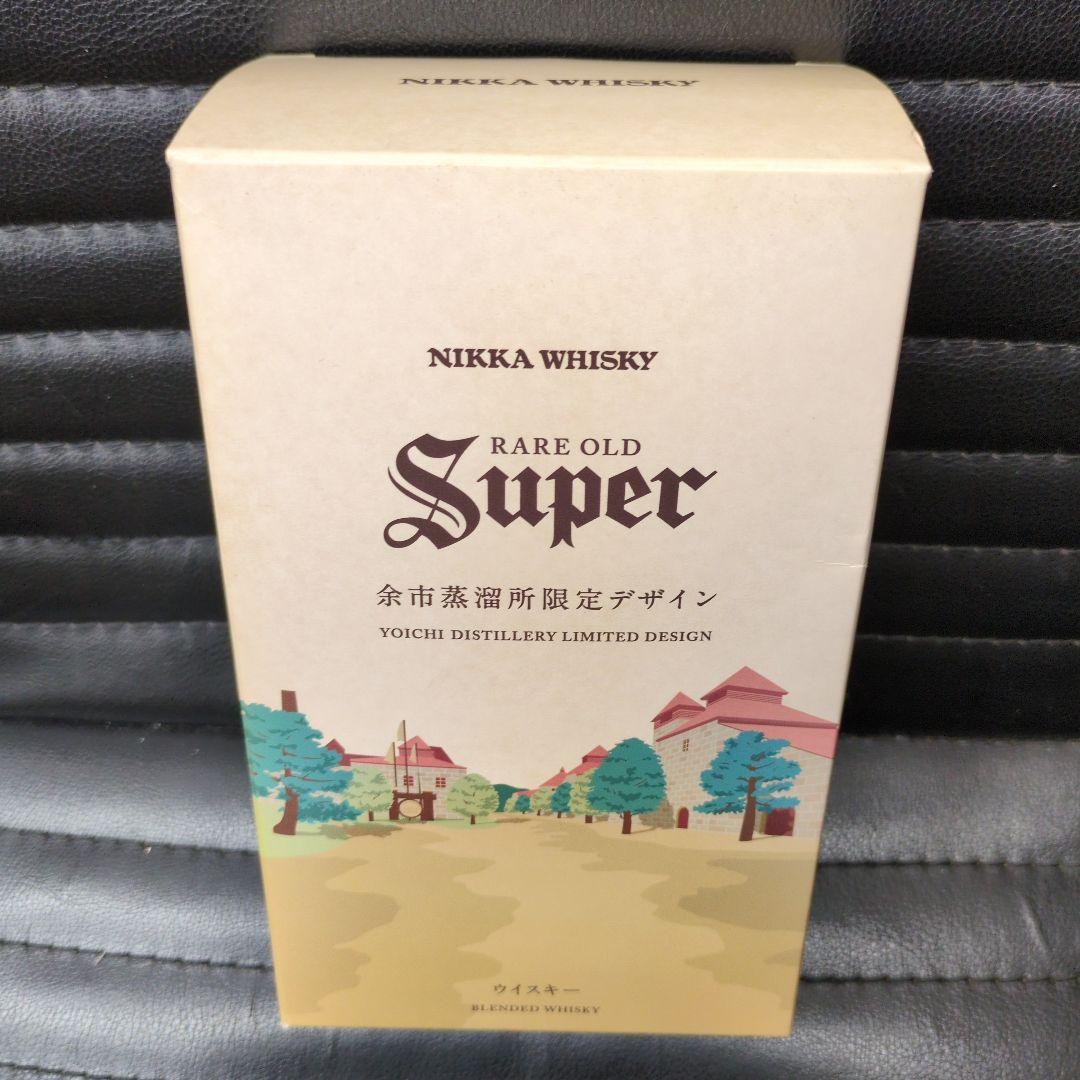 NIKKA WHISKY
NIKKA WHISKY
RARE OLD
Super
余市蒸溜所限定デザイン
YOICHI DISTILLERY LIMITED DESIGN
ウイスキー
BLENDED WHISKY